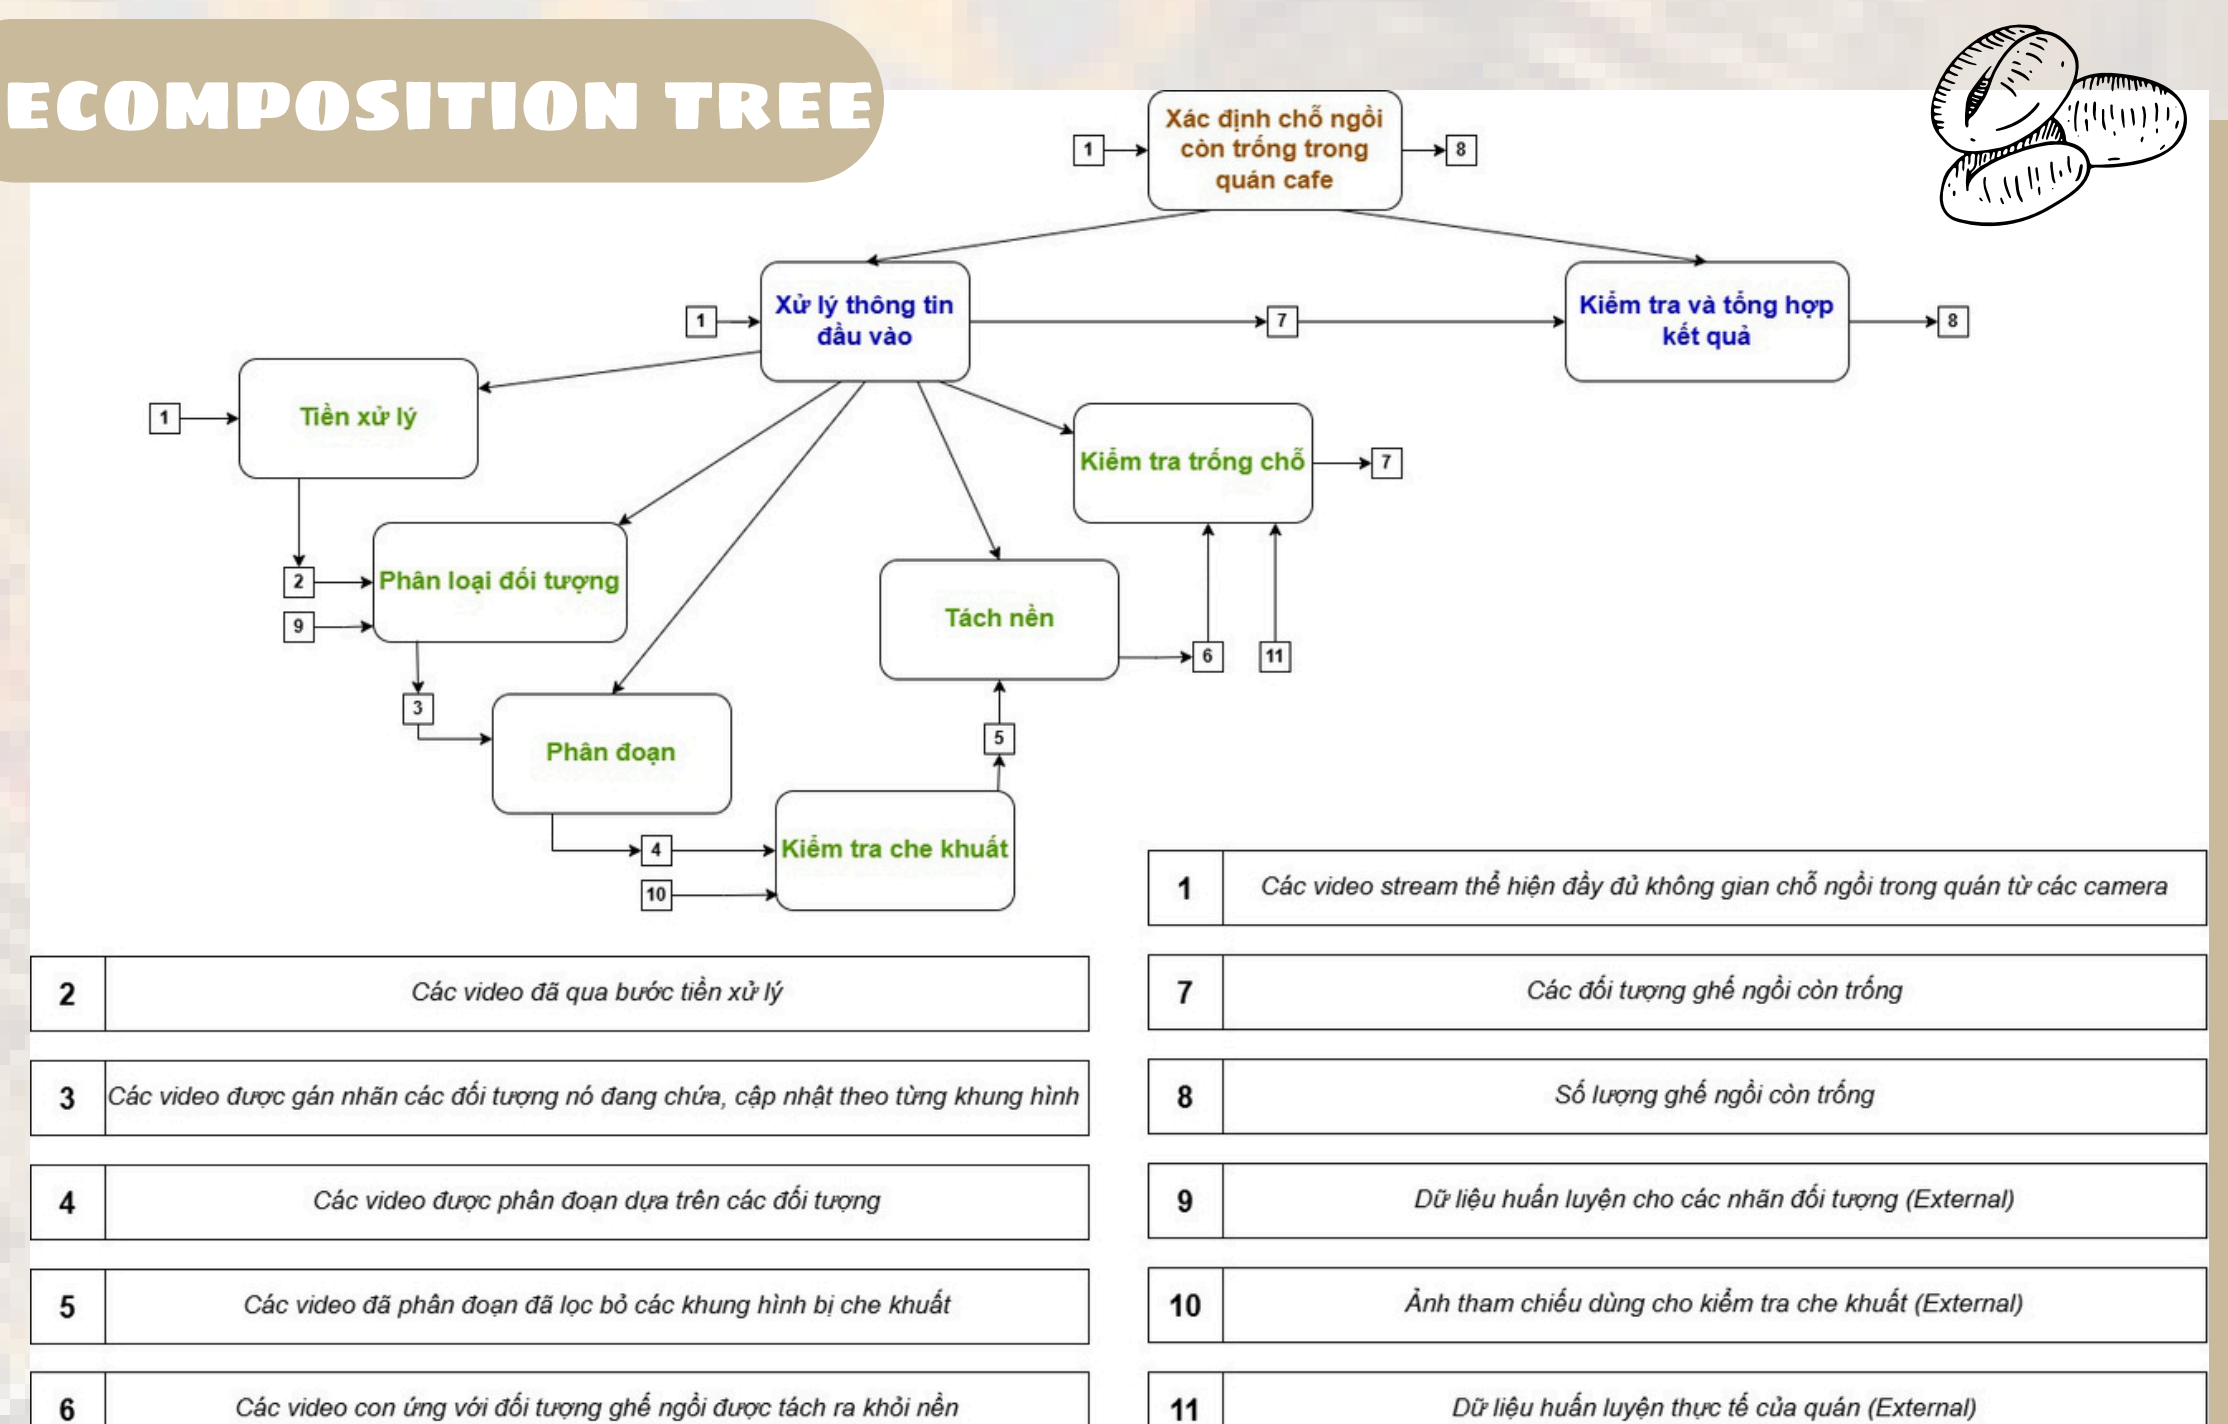 ECOMPOSITION TREE
Xác định chỗ ngồi
còn trống trong
quán cafe
1
8
Xử lý thông tin
đầu vào
1
7
Kiểm tra và tổng hợp
kết quả
8
1
Tiền xử lý
Kiểm tra trống chỗ
7
2
9
Phân loại đối tượng
Tách nền
6
11
3
Phân đoạn
5
4
10
Kiểm tra che khuất
1
Các video stream thể hiện đầy đủ không gian chỗ ngồi trong quán từ các camera
2
Các video đã qua bước tiền xử lý
7
Các đối tượng ghế ngồi còn trống
3
Các video được gán nhãn các đối tượng nó đang chứa, cập nhật theo từng khung hình
8
Số lượng ghế ngồi còn trống
4
Các video được phân đoạn dựa trên các đối tượng
9
Dữ liệu huấn luyện cho các nhãn đối tượng (External)
5
Các video đã phân đoạn đã lọc bỏ các khung hình bị che khuất
10
Ảnh tham chiếu dùng cho kiểm tra che khuất (External)
6
Các video con ứng với đối tượng ghế ngồi được tách ra khỏi nền
11
Dữ liệu huấn luyện thực tế của quán (External)